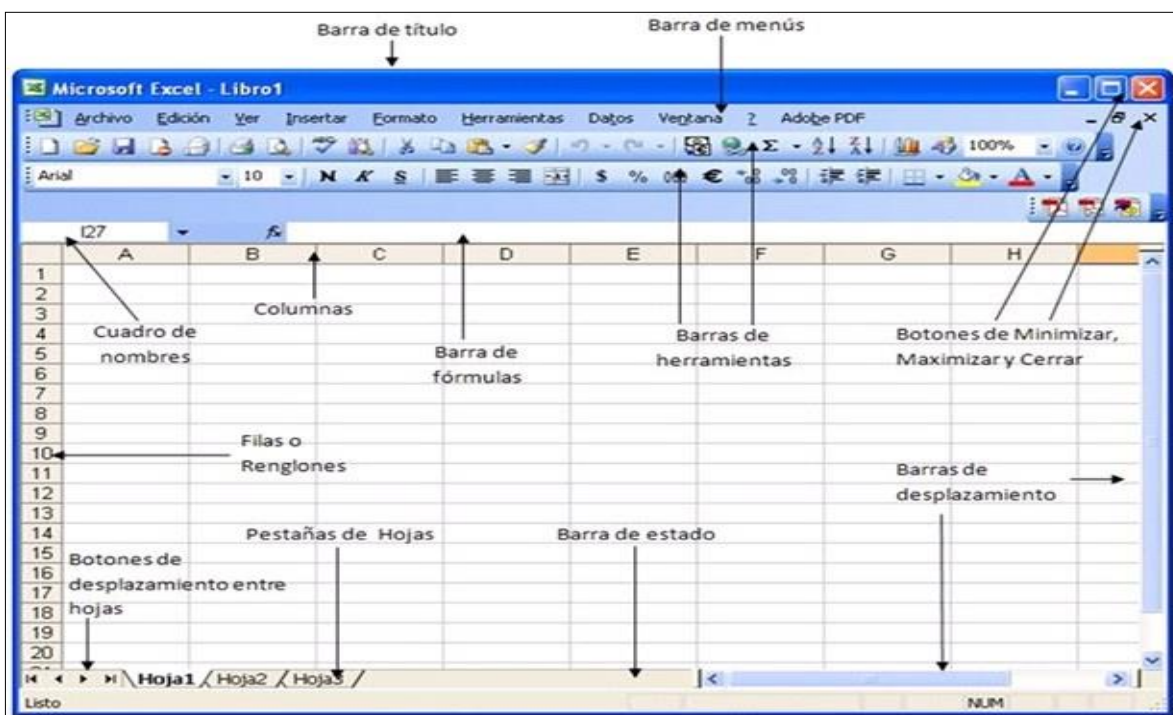 Barra de título
Barra de menús
Microsoft Excel - Libro1
Archivo Edición Ver Insertar Formato Herramientas Datos Ventana ? Adobe PDF
100%
Arial 10 N K S $ % 000 €
I27 fx
A B C D E F G H
1
2
3
4
5
6
7
8
9
10
11
12
13
14
15
16
17
18
19
20
Columnas
Cuadro de
nombres
Barra de
fórmulas
Barras de
herramientas
Botones de Minimizar,
Maximizar y Cerrar
Filas o
Renglones
Barras de
desplazamiento
Pestañas de Hojas
Barra de estado
Botones de
desplazamiento entre
hojas
Hoja1 Hoja2 Hoja3
Listo NUM